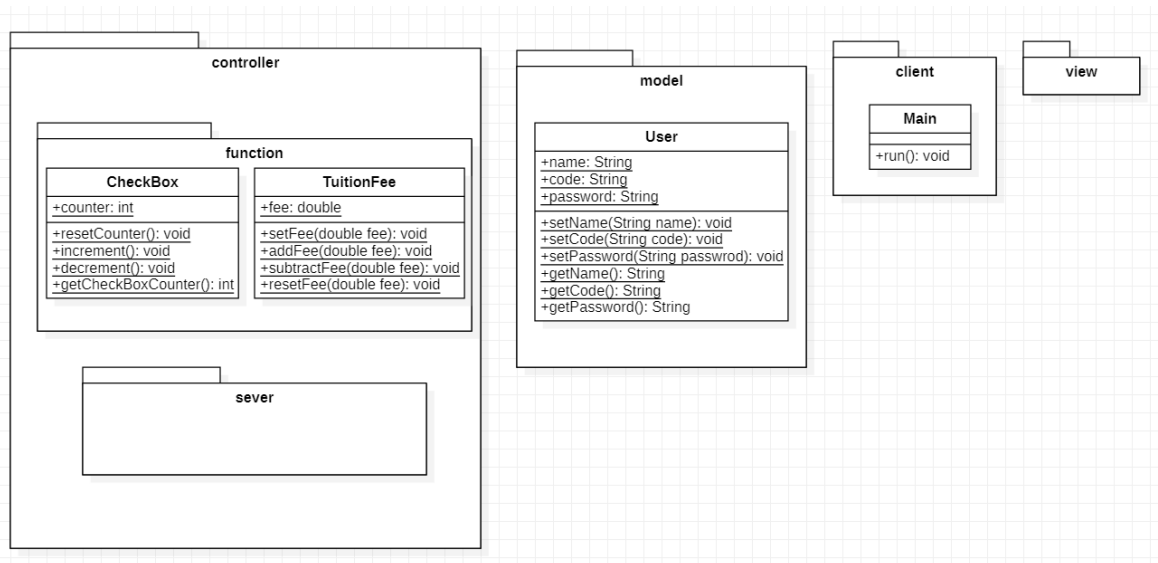 controller
function
CheckBox
+counter: int
+resetCounter(): void
+increment(): void
+decrement(): void
+getCheckBoxCounter(): int
TuitionFee
+fee: double
+setFee(double fee): void
+addFee(double fee): void
+subtractFee(double fee): void
+resetFee(double fee): void
sever
model
User
+name: String
+code: String
+password: String
+setName(String name): void
+setCode(String code): void
+setPassword(String passwrod): void
+getName(): String
+getCode(): String
+getPassword(): String
client
Main
+run(): void
view